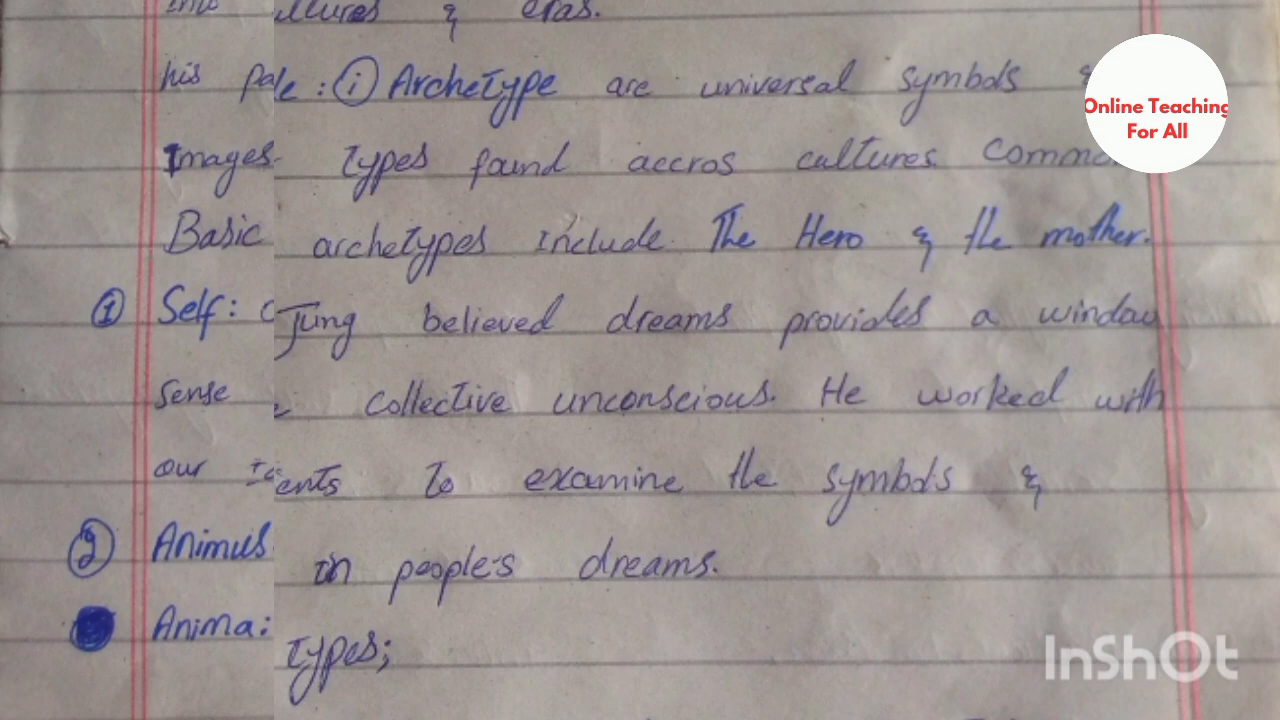 ultures & eras.
his pale : (i) Archetype are universal symbols
Images. types found accros cultures. Commo
Basic archetypes include. The Hero & the mother.
① Self: C Jung believed dreams provides a window
sense collective unconscious. He worked with
our ents to examine the symbols &
② Animus in people's dreams.
Anima: types;
Online Teaching
For All
InShOt